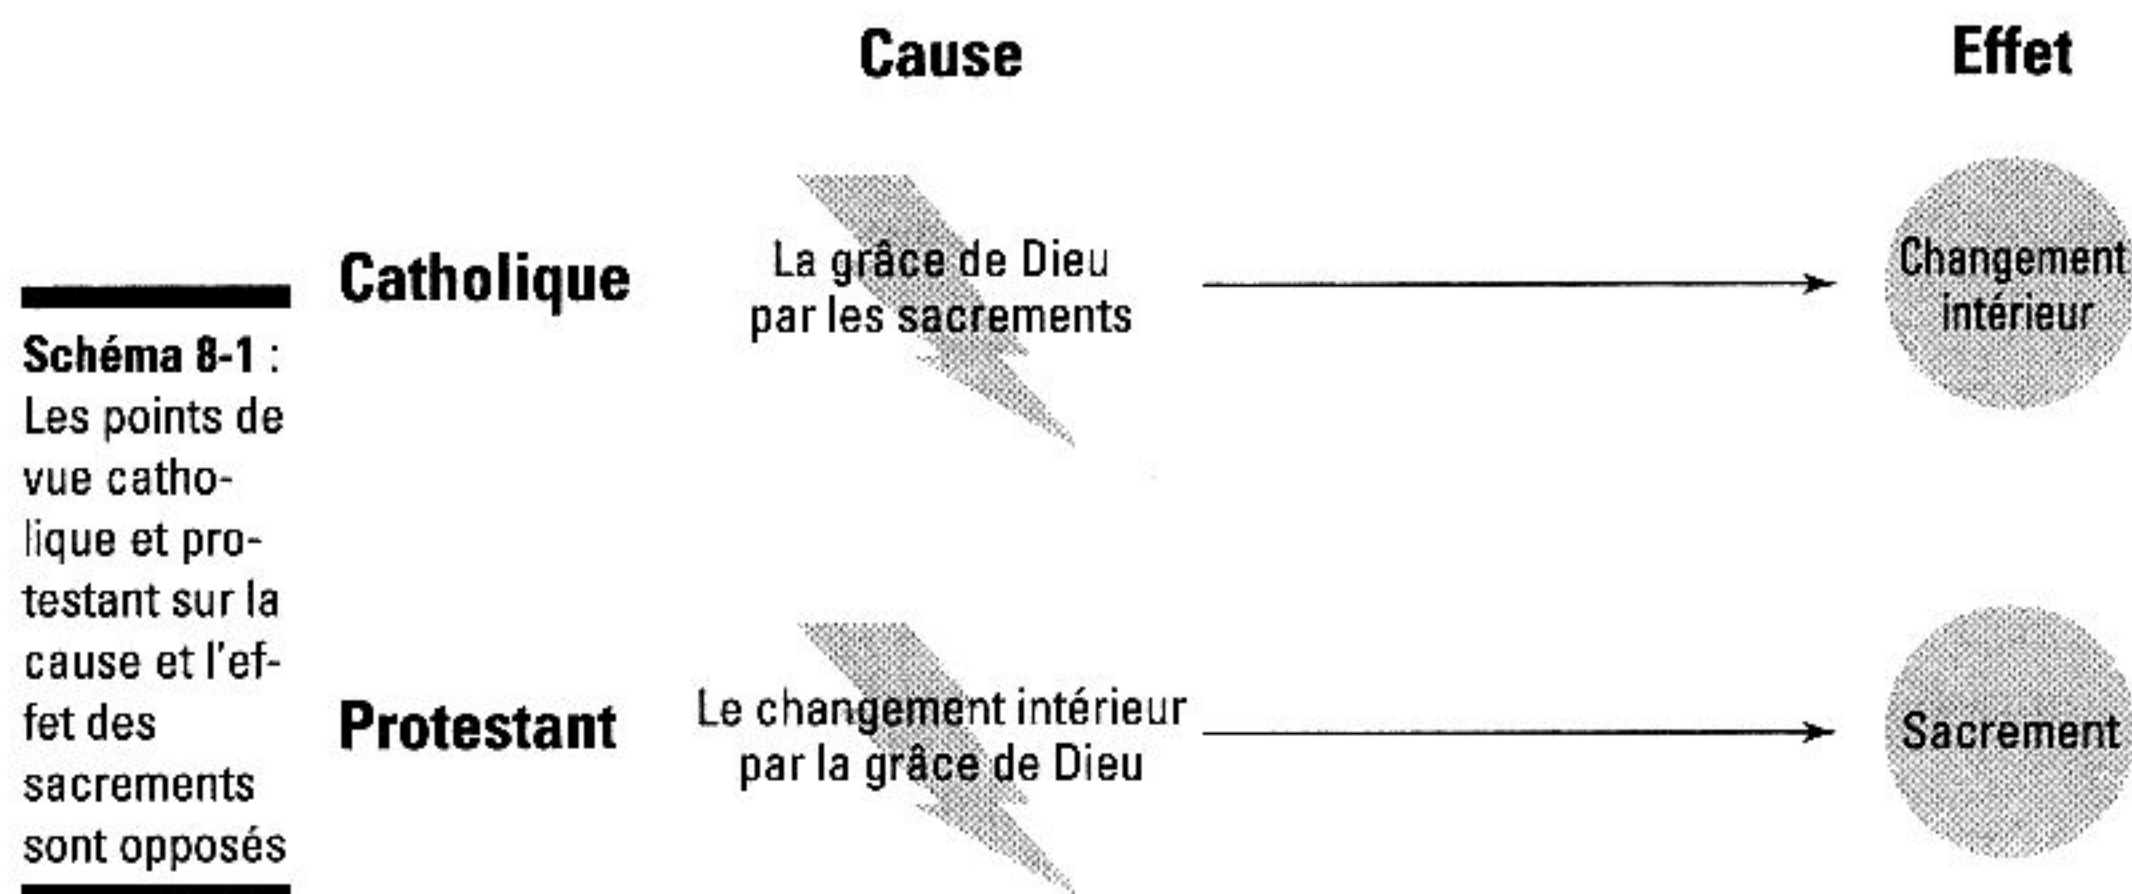 Cause
Effet
Catholique
La grâce de Dieu
par les sacrements
Changement
intérieur
Schéma 8-1 :
Les points de
vue catho-
lique et pro-
testant sur la
cause et l'ef-
fet des
sacrements
sont opposés
Protestant
Le changement intérieur
par la grâce de Dieu
Sacrement